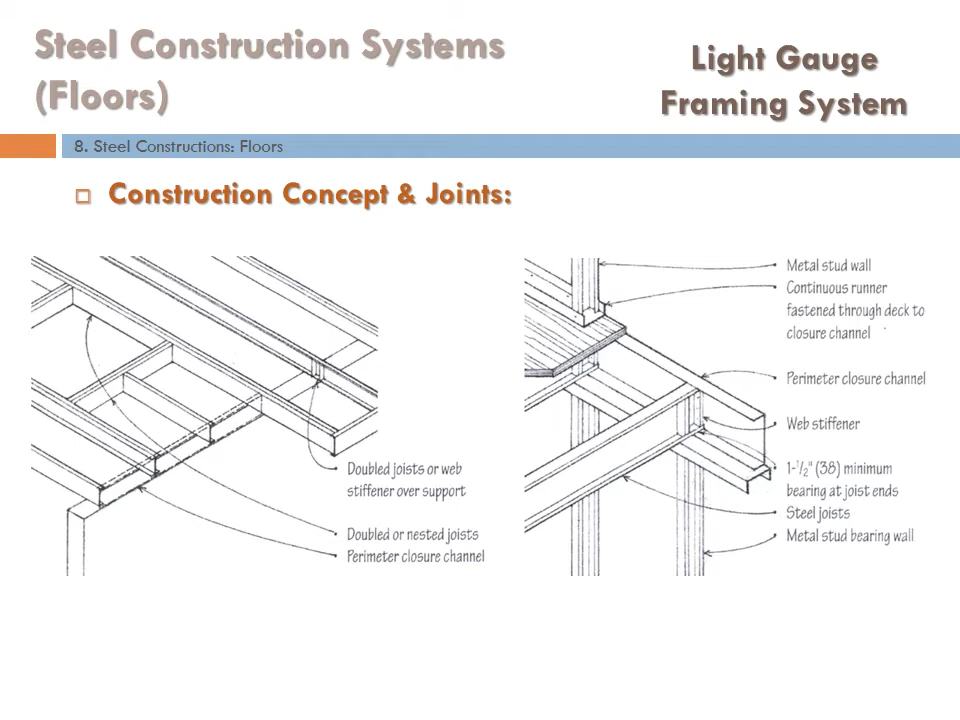 Steel Construction Systems
(Floors)
Light Gauge
Framing System
8. Steel Constructions: Floors
Construction Concept & Joints:
Doubled joists or web
stiffener over support
Doubled or nested joists
Perimeter closure channel
Metal stud wall
Continuous runner
fastened through deck to
closure channel
Perimeter closure channel
Web stiffener
1-1/2" (38) minimum
bearing at joist ends
Steel joists
Metal stud bearing wall